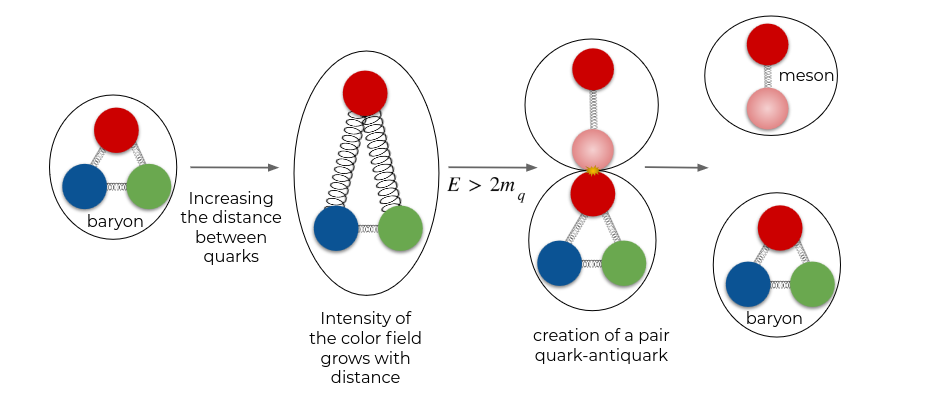 baryon
Increasing
the distance
between
quarks
Intensity of
the color field
grows with
distance
E > 2m_q
creation of a pair
quark-antiquark
meson
baryon